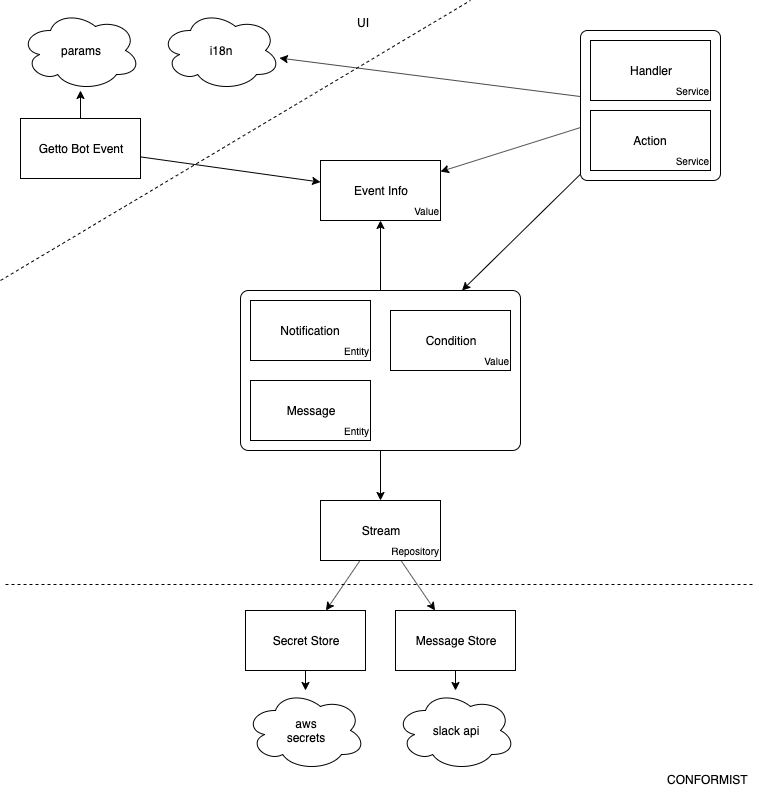 UI
params
i18n
Handler
Service
Action
Service
Getto Bot Event
Event Info
Value
Notification
Entity
Condition
Value
Message
Entity
Stream
Repository
Secret Store
Message Store
aws
secrets
slack api
CONFORMIST